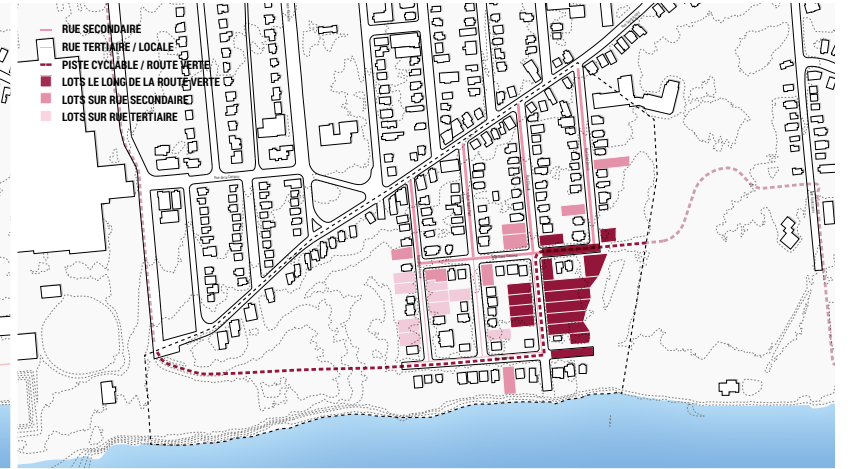 RUE SECONDAIRE
RUE TERTIAIRE / LOCALE
PISTE CYCLABLE / ROUTE VERTE
LOTS LE LONG DE LA ROUTE VERTE
LOTS SUR RUE SECONDAIRE
LOTS SUR RUE TERTIAIRE